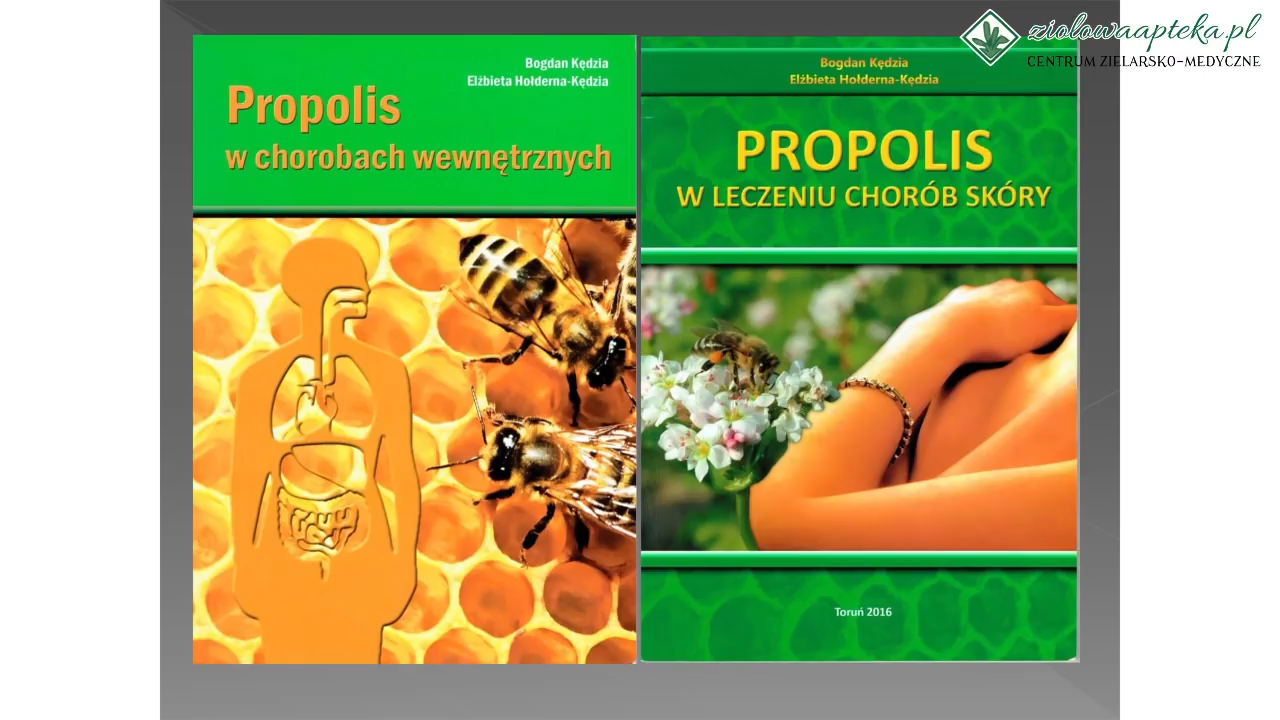 Bogdan Kędzia
Elżbieta Hołderna-Kędzia
Propolis
w chorobach wewnętrznych
ziolowaapteka.pl
CENTRUM ZIELARSKO-MEDYCZNE
Bogdan Kędzia
Elżbieta Hołderna-Kędzia
PROPOLIS
W LECZENIU CHORÓB SKÓRY
Toruń 2016